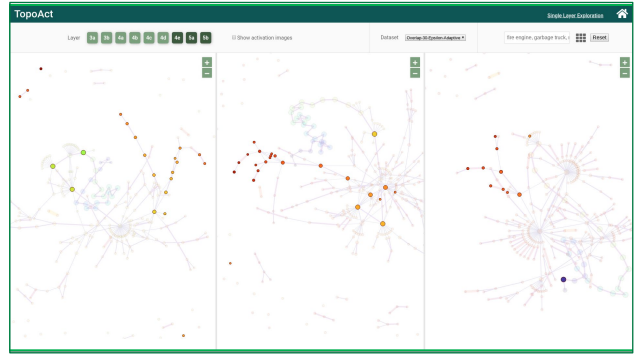 TopoAct
Single Layer Exploration
Layer 3a 3b 4a 4b 4c 4d 4e 5a 5b Show activation images Dataset Overlap-30-Epsilon-Adaptive fire engine, garbage truck, Reset
+ + +
− − −